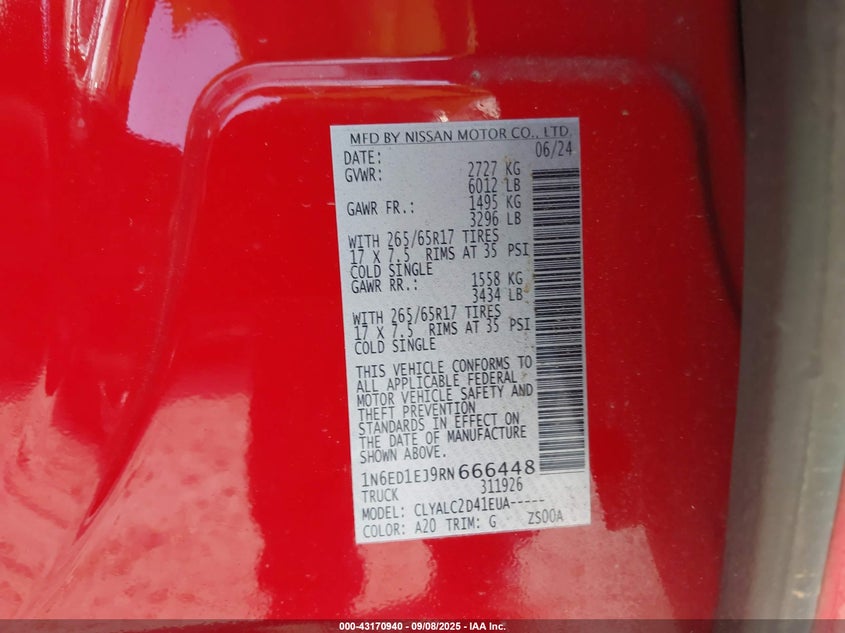 MFD BY NISSAN MOTOR CO., LTD.
DATE: 06/24
GVWR: 2727 KG
6012 LB
GAWR FR.: 1495 KG
3296 LB
WITH 265/65R17 TIRES
17 X 7.5 RIMS AT 35 PSI
COLD SINGLE
GAWR RR.: 1558 KG
3434 LB
WITH 265/65R17 TIRES
17 X 7.5 RIMS AT 35 PSI
COLD SINGLE
THIS VEHICLE CONFORMS TO
ALL APPLICABLE FEDERAL
MOTOR VEHICLE SAFETY AND
THEFT PREVENTION
STANDARDS IN EFFECT ON
THE DATE OF MANUFACTURE
SHOWN ABOVE.
1N6ED1EJ9RN666448
TRUCK 311926
MODEL: CLYALC2D41EUA-----
COLOR: A20 TRIM: G ZS00A
000-43170940 - 09/08/2025 - IAA Inc.